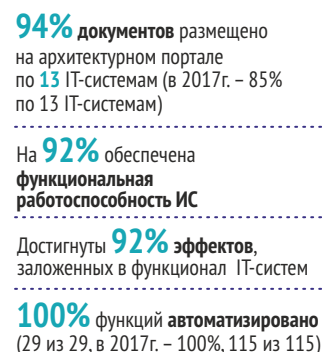 94% документов размещено
на архитектурном портале
по 13 IT-системам (в 2017г. – 85%
по 13 IT-системам)
На 92% обеспечена
функциональная
работоспособность ИС
Достигнуты 92% эффектов,
заложенных в функционал IT-систем
100% функций автоматизировано
(29 из 29, в 2017г. – 100%, 115 из 115)